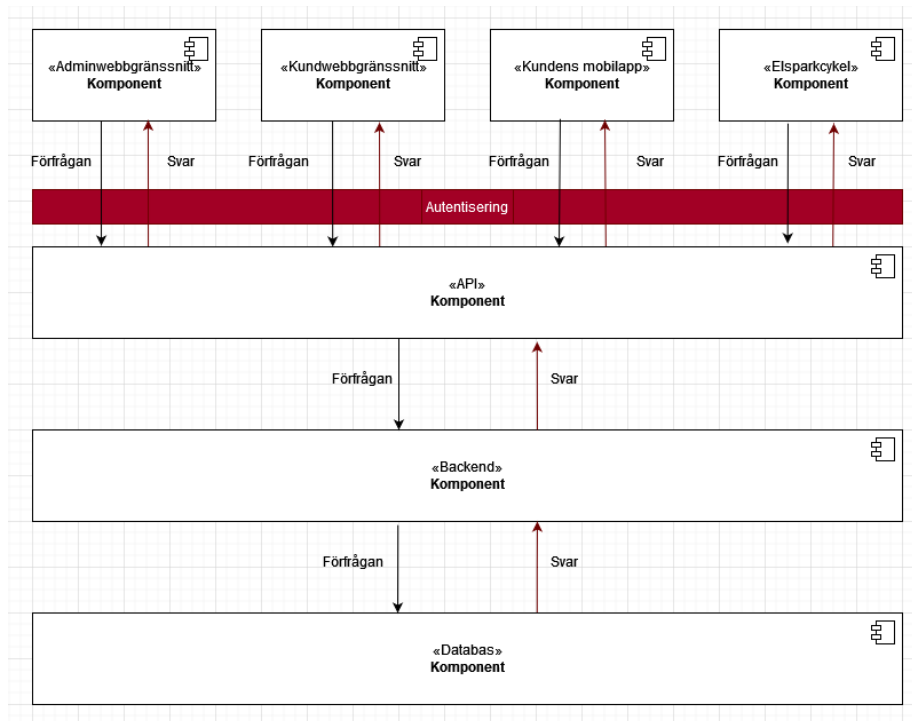 «Adminwebbgränssnitt»
Komponent
«Kundwebbgränssnitt»
Komponent
«Kundens mobilapp»
Komponent
«Elsparkcykel»
Komponent
Förfrågan
Svar
Förfrågan
Svar
Förfrågan
Svar
Förfrågan
Svar
Autentisering
«API»
Komponent
Förfrågan
Svar
«Backend»
Komponent
Förfrågan
Svar
«Databas»
Komponent